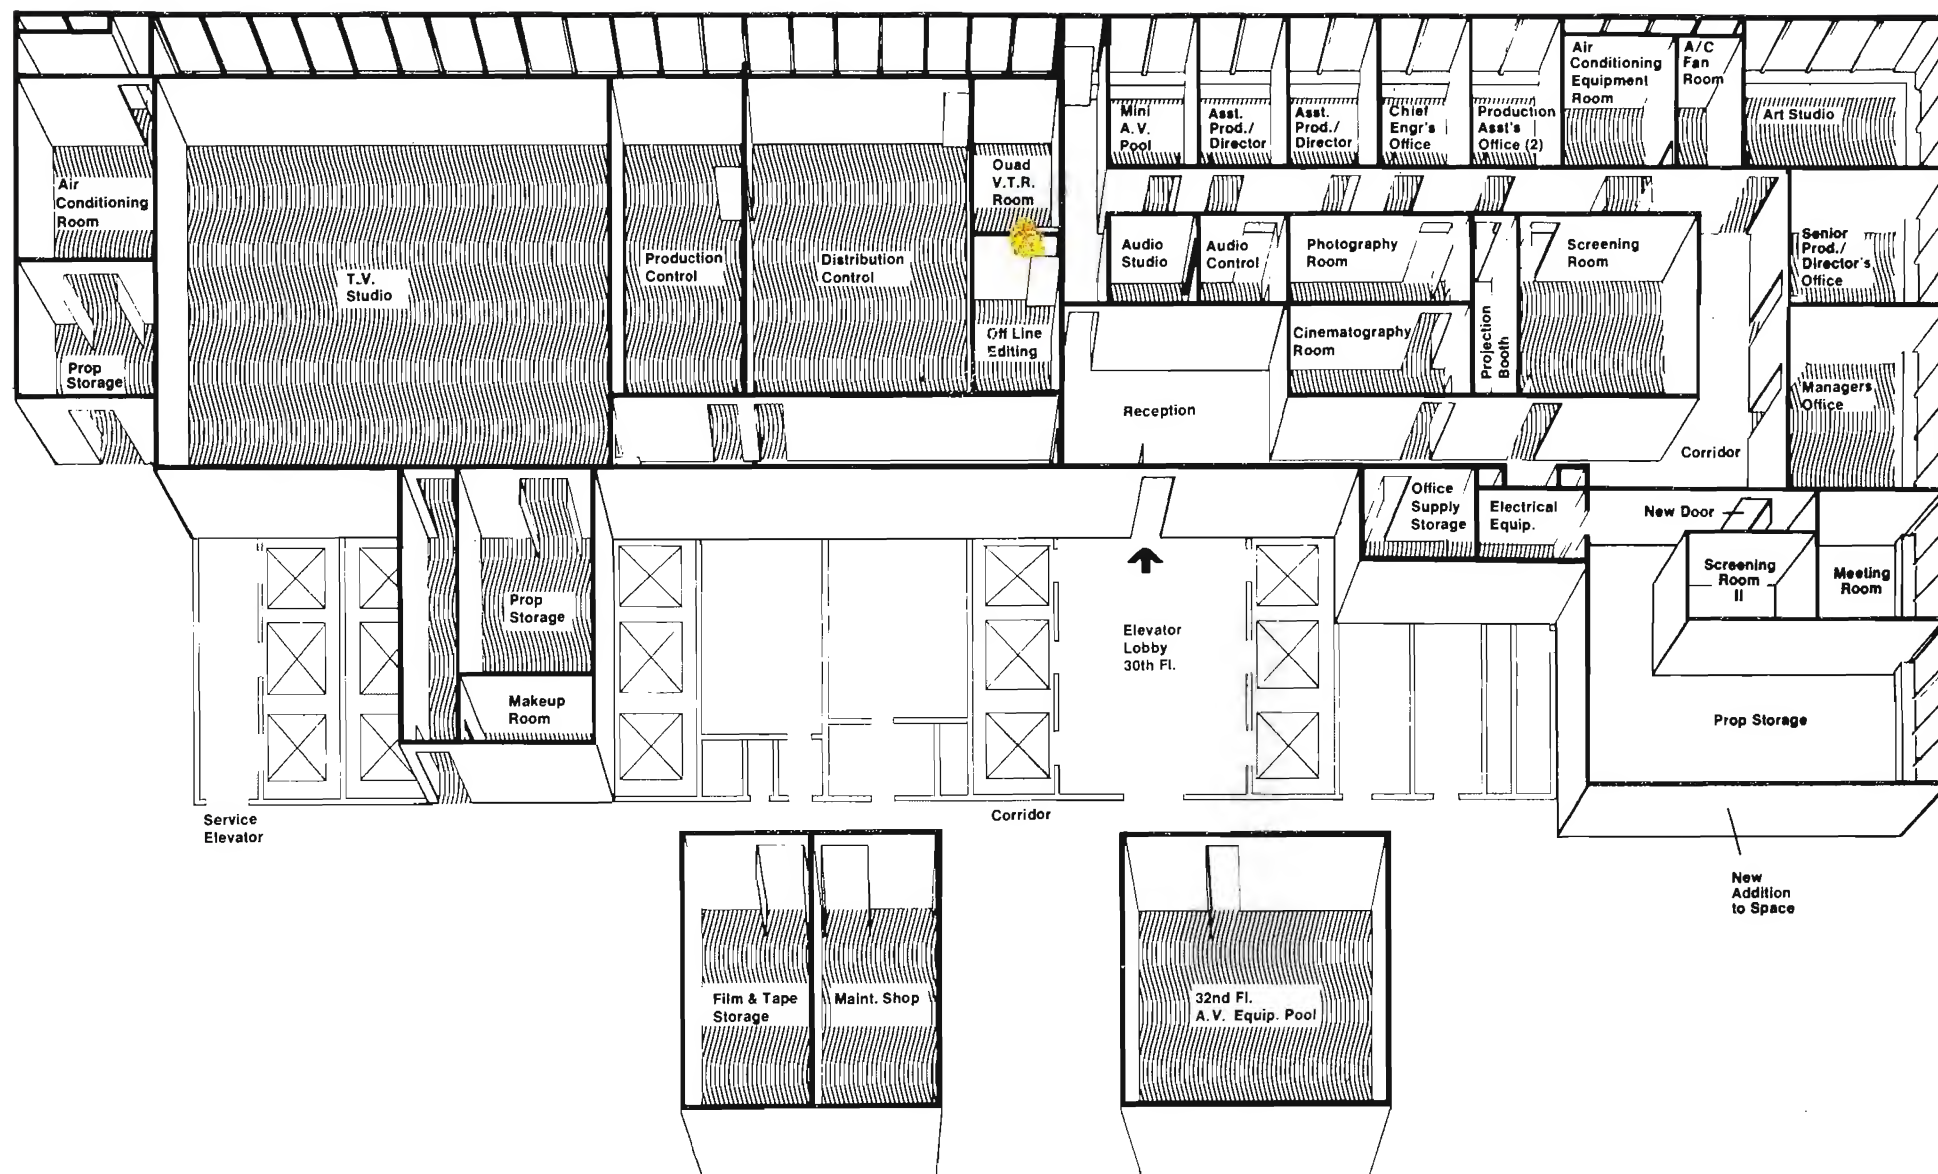 Mini
A.V.
Pool
Asst.
Prod./
Director
Asst.
Prod./
Director
Chief
Engr's
Office
Production
Asst's
Office (2)
Air
Conditioning
Equipment
Room
A/C
Fan
Room
Art Studio
Air
Conditioning
Room
Prop
Storage
T.V.
Studio
Production
Control
Distribution
Control
Quad
V.T.R.
Room
Off Line
Editing
Audio
Studio
Audio
Control
Photography
Room
Cinematography
Room
Projection
Booth
Screening
Room
Senior
Prod./
Director's
Office
Managers
Office
Reception
Corridor
Office
Supply
Storage
Electrical
Equip.
New Door
Screening
Room
II
Meeting
Room
Prop
Storage
Makeup
Room
Elevator
Lobby
30th Fl.
Prop Storage
Service
Elevator
Corridor
New
Addition
to Space
Film & Tape
Storage
Maint. Shop
32nd Fl.
A.V. Equip. Pool